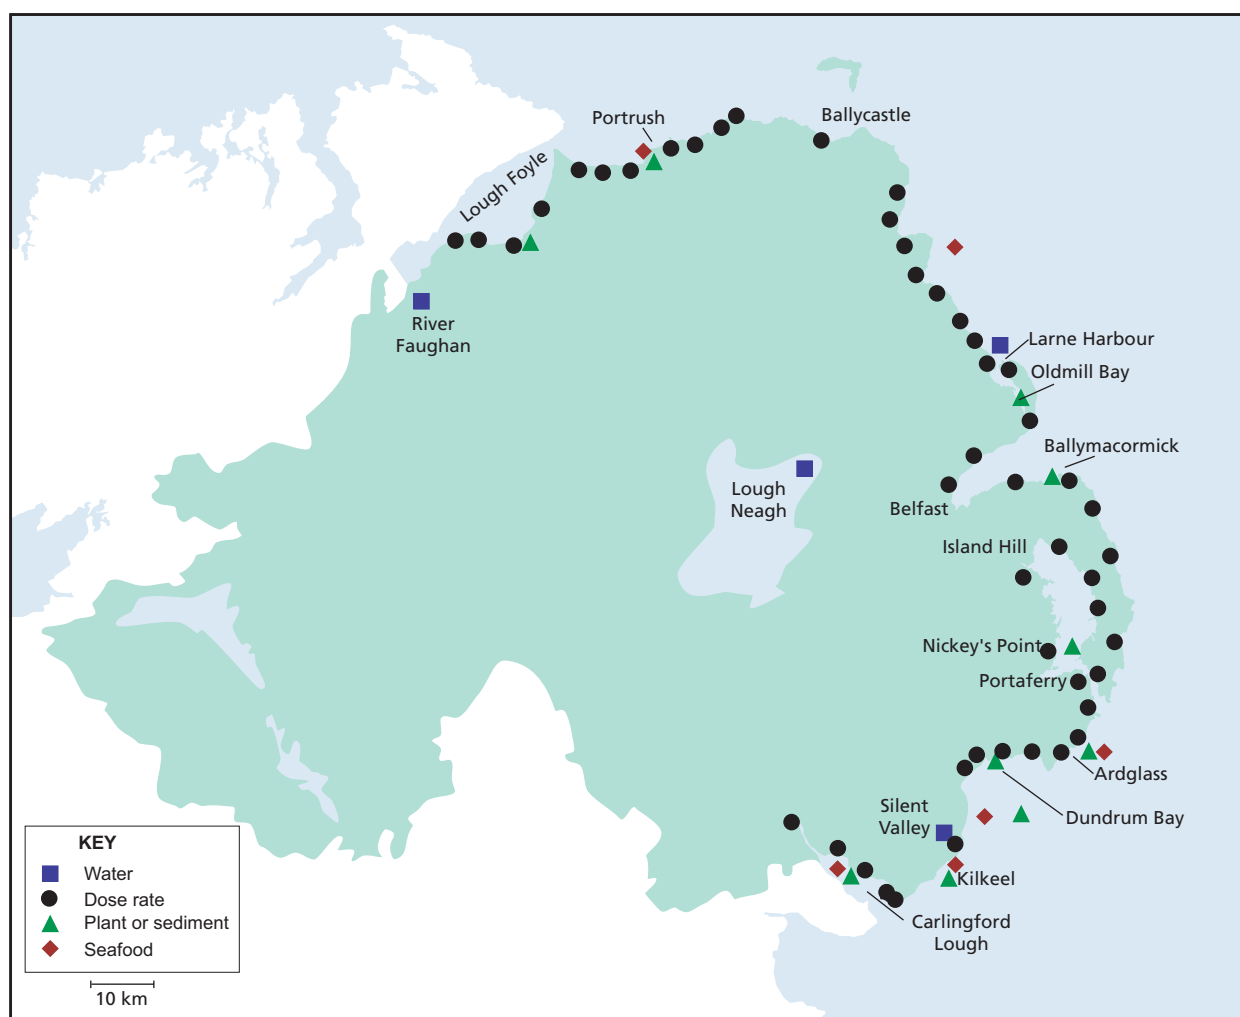 Portrush
Ballycastle
Lough Foyle
River
Faughan
Larne Harbour
Oldmill Bay
Ballymacormick
Lough
Neagh
Belfast
Island Hill
Nickey's Point
Portaferry
Ardglass
Silent
Valley
Dundrum Bay
Kilkeel
Carlingford
Lough
KEY
Water
Dose rate
Plant or sediment
Seafood
10 km